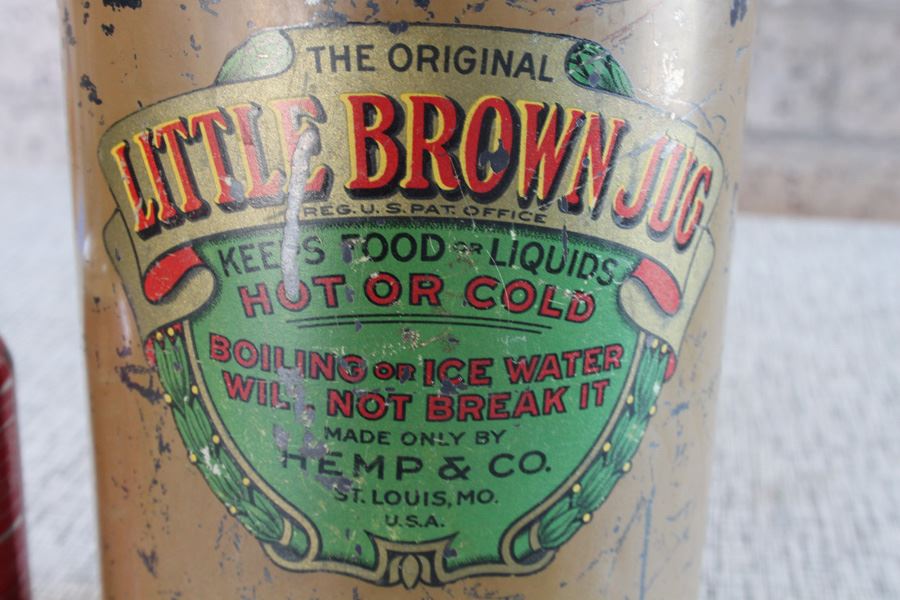 THE ORIGINAL
LITTLE BROWN JUG
REG. U.S. PAT. OFFICE
KEEPS FOOD OR LIQUIDS
HOT OR COLD
BOILING OR ICE WATER
WILL NOT BREAK IT
MADE ONLY BY
HEMP & CO.
ST. LOUIS, MO.
U.S.A.